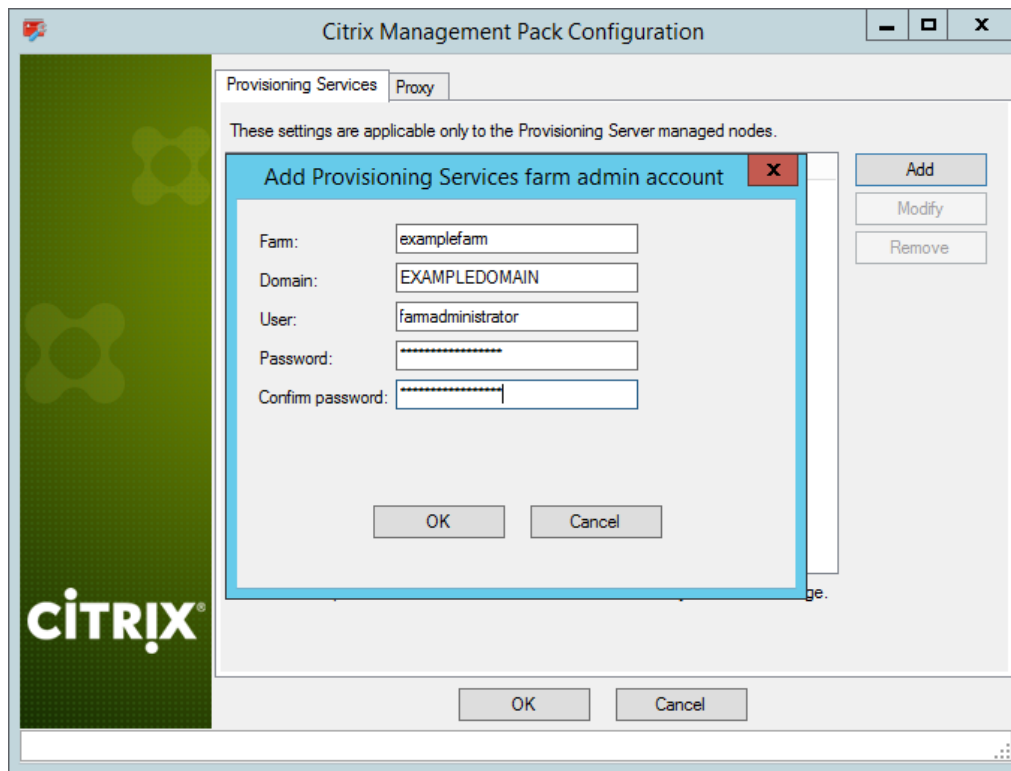 Citrix Management Pack Configuration
Provisioning Services
Proxy
These settings are applicable only to the Provisioning Server managed nodes.
Add
Modify
Remove
Add Provisioning Services farm admin account
x
Farm:
examplefarm
Domain:
EXAMPLEDOMAIN
User:
farmadministrator
Password:
*****************
Confirm password:
*****************
OK
Cancel
CİTRIX®
OK
Cancel